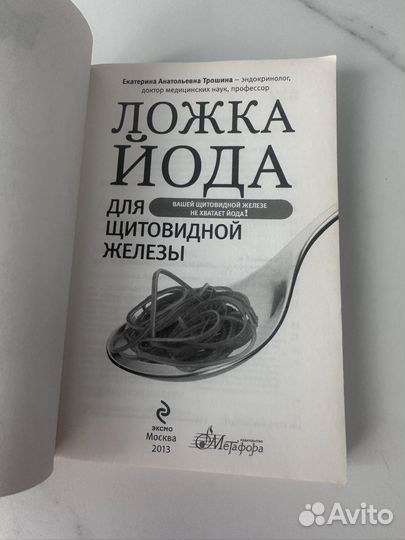 Екатерина Анатольевна Трошина – эндокринолог,
доктор медицинских наук, профессор
ЛОЖКА
ЙОДА
ДЛЯ
ВАШЕЙ ЩИТОВИДНОЙ ЖЕЛЕЗЕ
НЕ ХВАТАЕТ ЙОДА!
ЩИТОВИДНОЙ
ЖЕЛЕЗЫ
ЭКСМО
Москва
2013
ИЗДАТЕЛЬСТВО
Метафора
Avito